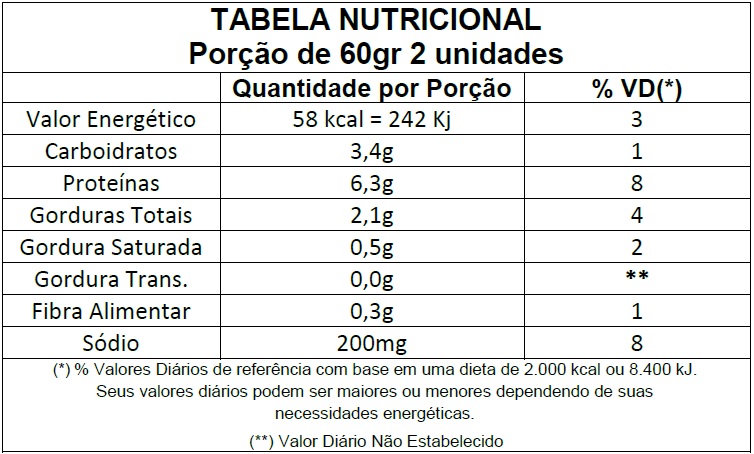 TABELA NUTRICIONAL
Porção de 60gr 2 unidades
Quantidade por Porção % VD(*)
Valor Energético 58 kcal = 242 Kj 3
Carboidratos 3,4g 1
Proteínas 6,3g 8
Gorduras Totais 2,1g 4
Gordura Saturada 0,5g 2
Gordura Trans. 0,0g **
Fibra Alimentar 0,3g 1
Sódio 200mg 8
(*) % Valores Diários de referência com base em uma dieta de 2.000 kcal ou 8.400 kJ.
Seus valores diários podem ser maiores ou menores dependendo de suas
necessidades energéticas.
(**) Valor Diário Não Estabelecido